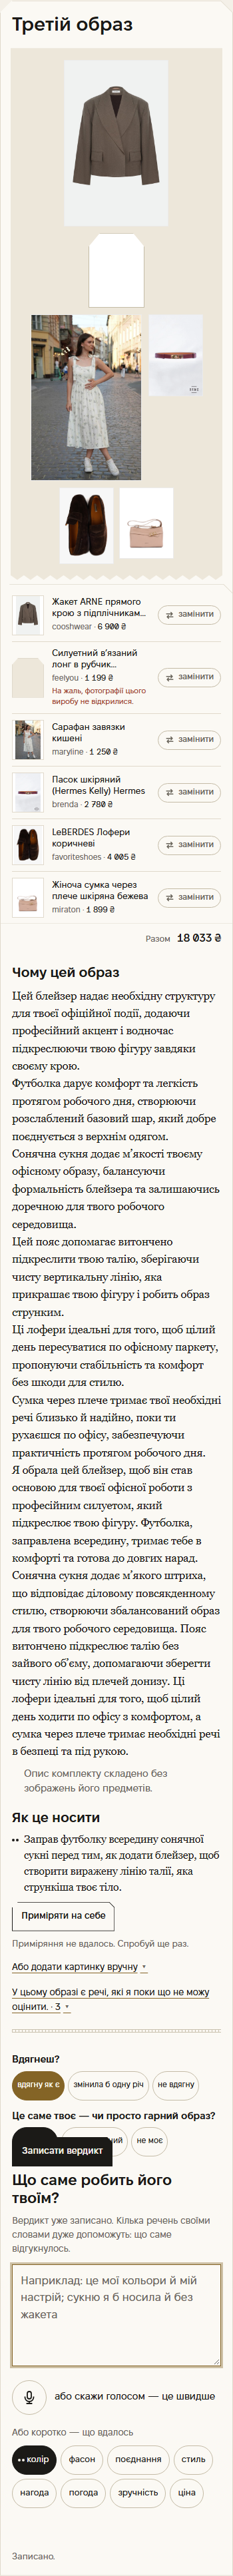 Третій образ
Жакет ARNE прямого
крою з підплічникам...
cooshwear · 6 900 ₴
замінити
Силуетний в’язаний
лонг в рубчик...
feelyou · 1 199 ₴
На жаль, фотографії цього
виробу не відкрилися.
замінити
Сарафан завязки
кишені
maryline · 1 250 ₴
замінити
Пасок шкіряний
(Hermes Kelly) Hermes
brenda · 2 780 ₴
замінити
LeBERDES Лофери
коричневі
favoriteshoes · 4 005 ₴
замінити
Жіноча сумка через
плече шкіряна бежева
miraton · 1 899 ₴
замінити
Разом 18 033 ₴
Чому цей образ
Цей блейзер надає необхідну структуру
для твоєї офіційної події, додаючи
професійний акцент і водночас
підкреслюючи твою фігуру завдяки
своєму крою.
Футболка дарує комфорт та легкість
протягом робочого дня, створюючи
розслаблений базовий шар, який добре
поєднується з верхнім одягом.
Сонячна сукня додає м’якості твоєму
офісному образу, балансуючи
формальність блейзера та залишаючись
доречною для твого робочого
середовища.
Цей пояс допомагає витончено
підкреслити твою талію, зберігаючи
чисту вертикальну лінію, яка
прикрашає твою фігуру і робить образ
струнким.
Ці лофери ідеальні для того, щоб цілий
день пересуватися по офісному паркету,
пропонуючи стабільність та комфорт
без шкоди для стилю.
Сумка через плече тримає твої необхідні
речі близько й надійно, поки ти
рухаєшся по офісу, забезпечуючи
практичність протягом робочого дня.
Я обрала цей блейзер, щоб він став
основою для твоєї офісної роботи з
професійним силуетом, який
підкреслює твою фігуру. Футболка,
заправлена всередину, тримає тебе в
комфорті та готова до довгих нарад.
Сонячна сукня додає м’якого штриха,
що відповідає діловому повсякденному
стилю, створюючи збалансований образ
для твого робочого середовища. Пояс
витончено підкреслює талію без
зайвого об’єму, допомагаючи зберегти
чисту лінію від плечей донизу. Ці
лофери ідеальні для того, щоб цілий
день ходити по офісу з комфортом, а
сумка через плече тримає необхідні речі
в безпеці та під рукою.
Опис комплекту складено без
зображень його предметів.
Як це носити
Заправ футболку всередину сонячної
сукні перед тим, як додати блейзер, щоб
створити виражену лінію талії, яка
стрункіша твоє тіло.
Приміряти на себе
Приміряння не вдалось. Спробуй ще раз.
Або додати картинку вручну
У цьому образі є речі, які я поки що не можу
оцінити. · 3
Вдягнеш?
вдягну як є
змінила б одну річ
не вдягну
Це саме твоє — чи просто гарний образ?
ний
не моє
Записати вердикт
Що саме робить його
твоїм?
Вердикт уже записано. Кілька речень своїми
словами дуже допоможуть: що саме
відгукнулось.
Наприклад: це мої кольори й мій
настрій; сукню я б носила й без
жакета
або скажи голосом — це швидше
Або коротко — що вдалось
колір
фасон
поєднання
стиль
нагода
погода
зручність
ціна
Записано.